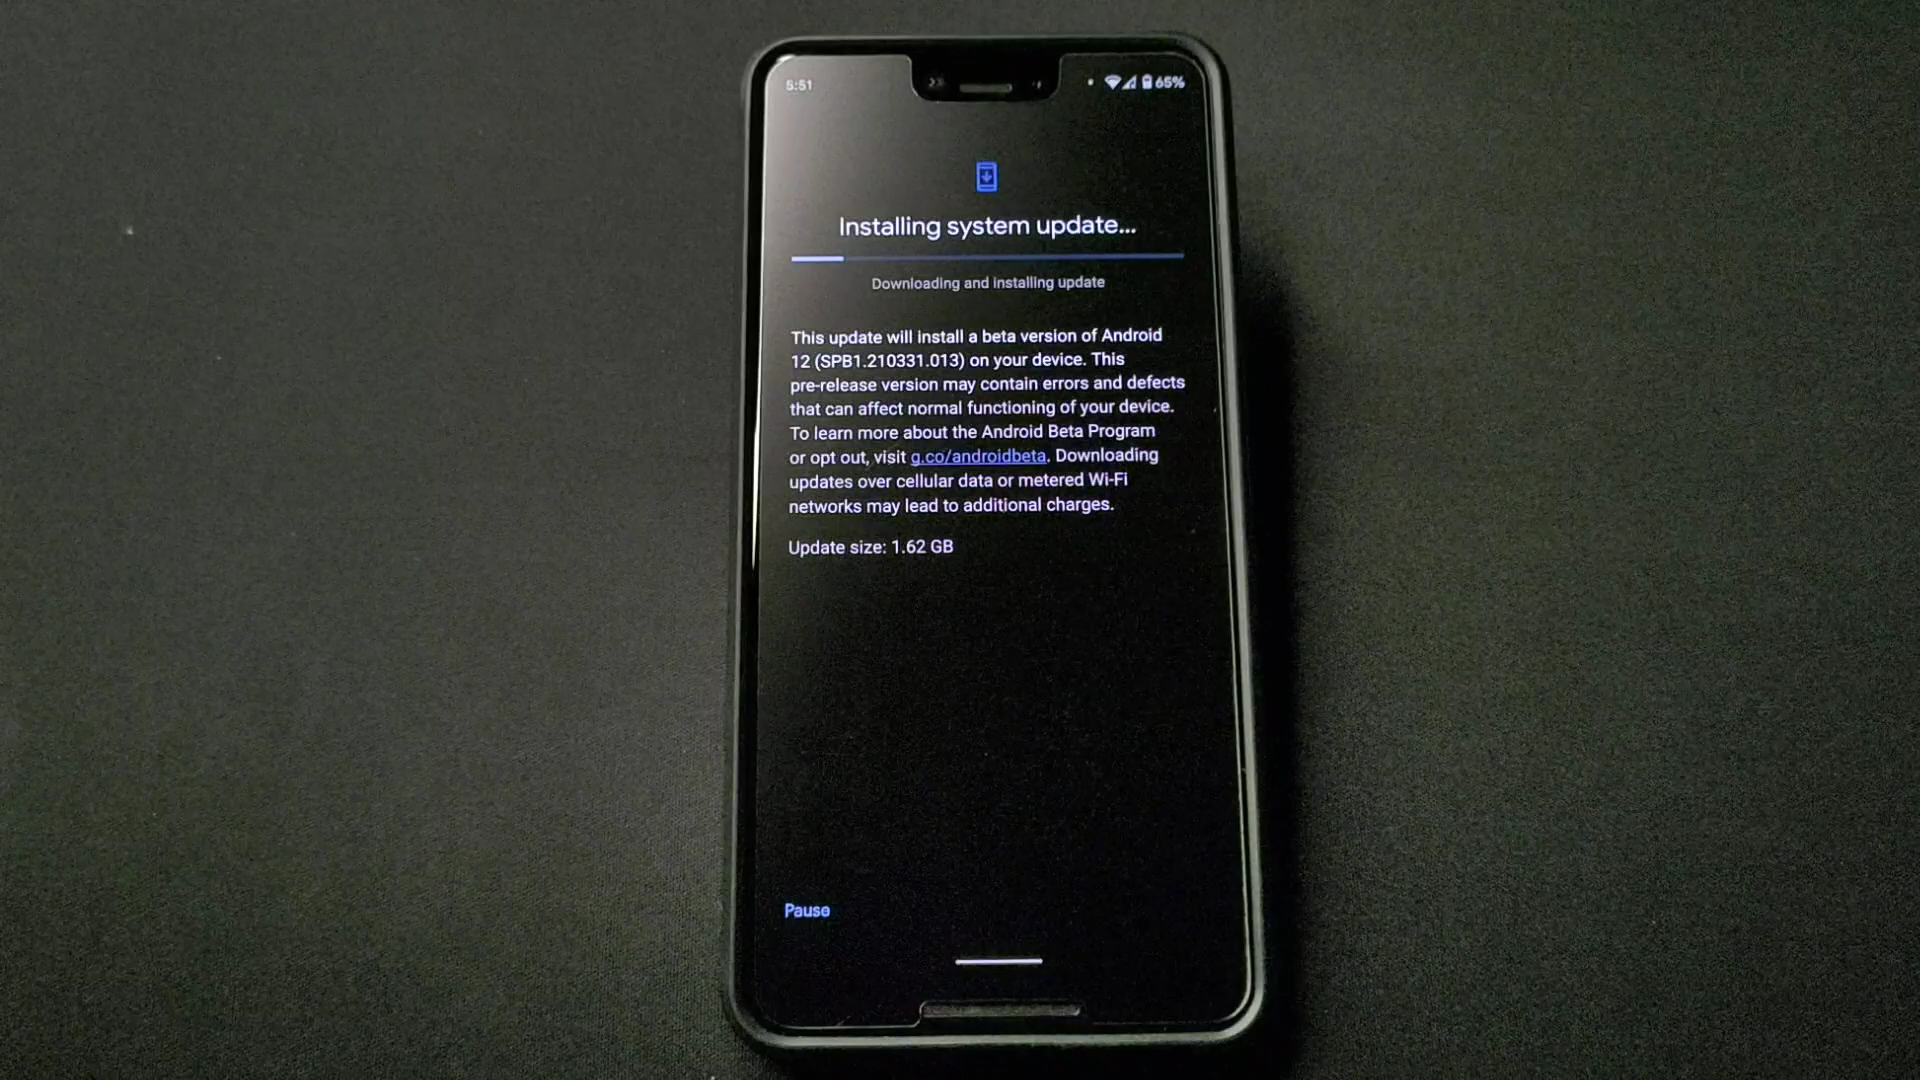 5:51
65%
Installing system update...
Downloading and installing update
This update will install a beta version of Android
12 (SPB1.210331.013) on your device. This
pre-release version may contain errors and defects
that can affect normal functioning of your device.
To learn more about the Android Beta Program
or opt out, visit g.co/androidbeta. Downloading
updates over cellular data or metered Wi-Fi
networks may lead to additional charges.
Update size: 1.62 GB
Pause